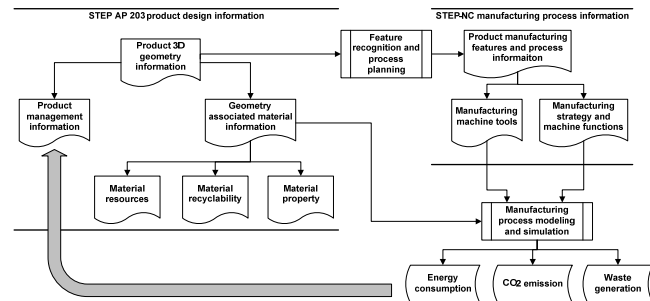 STEP AP 203 product design information
STEP-NC manufacturing process information
Product 3D
geometry
information
Feature
recognition and
process
planning
Product manufacturing
features and process
informaiton
Product
management
information
Geometry
associated material
information
Manufacturing
machine tools
Manufacturing
strategy and
machine functions
Material
resources
Material
recyclability
Material
property
Manufacturing
process modeling
and simulation
Energy
consumption
CO2 emission
Waste
generation